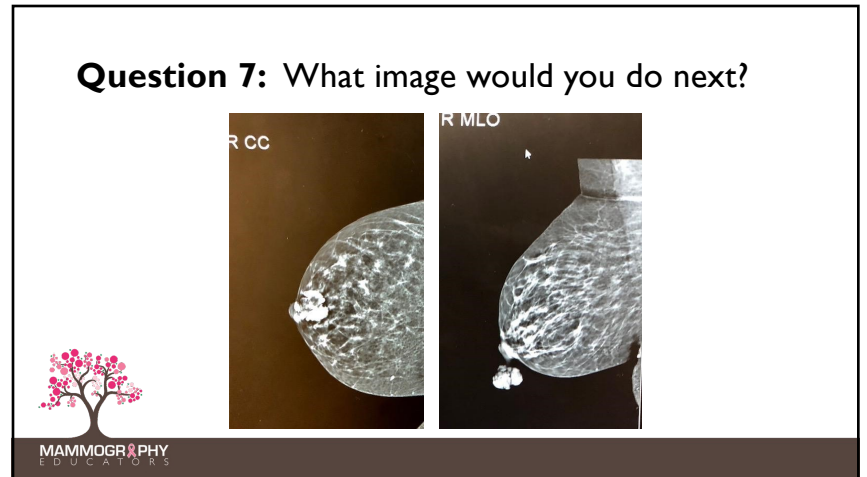 Question 7: What image would you do next?
R CC
R MLO
MAMMOGRAPHY
EDUCATORS